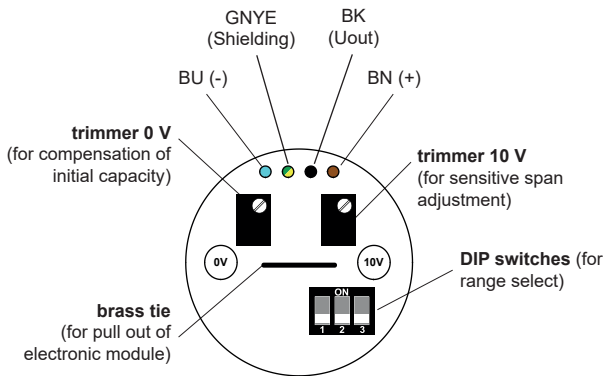 GNYE
(Shielding)
BK
(Uout)
BU (-)
BN (+)
trimmer 0 V
(for compensation of
initial capacity)
trimmer 10 V
(for sensitive span
adjustment)
0V
10V
DIP switches (for
range select)
ON
1 2 3
brass tie
(for pull out of
electronic module)